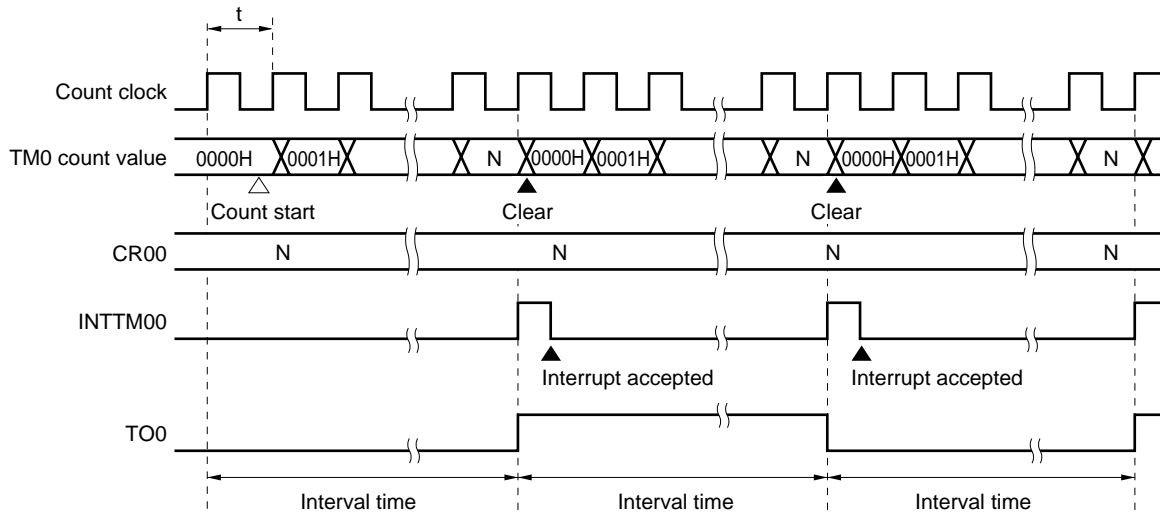 t
Count clock
TM0 count value 0000H 0001H N 0000H 0001H N 0000H 0001H N
Count start Clear Clear
CR00 N N N N
INTTM00
Interrupt accepted Interrupt accepted
TO0
Interval time Interval time Interval time